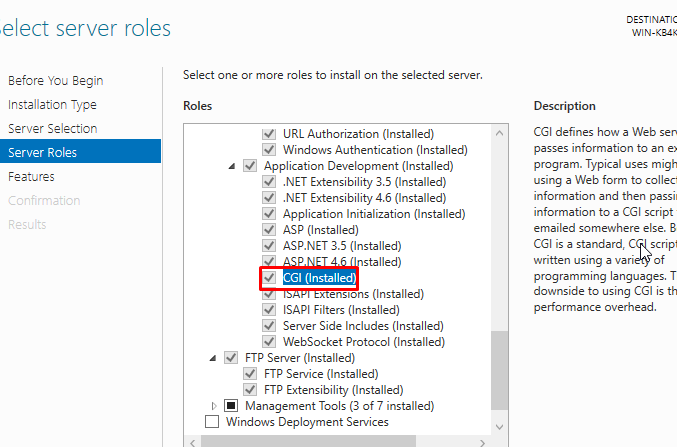 elect server roles
DESTINATIO
WIN-KB4K
Before You Begin
Installation Type
Server Selection
Server Roles
Features
Confirmation
Results
Select one or more roles to install on the selected server.
Roles
URL Authorization (Installed)
Windows Authentication (Installed)
Application Development (Installed)
.NET Extensibility 3.5 (Installed)
.NET Extensibility 4.6 (Installed)
Application Initialization (Installed)
ASP (Installed)
ASP.NET 3.5 (Installed)
ASP.NET 4.6 (Installed)
CGI (Installed)
ISAPI Extensions (Installed)
ISAPI Filters (Installed)
Server Side Includes (Installed)
WebSocket Protocol (Installed)
FTP Server (Installed)
FTP Service (Installed)
FTP Extensibility (Installed)
Management Tools (3 of 7 installed)
Windows Deployment Services
Description
CGI defines how a Web serv
passes information to an ex
program. Typical uses migh
using a Web form to collect
information and then passi
information to a CGI script
emailed somewhere else. B
CGI is a standard, CGI script
written using a variety of
programming languages. T
downside to using CGI is th
performance overhead.